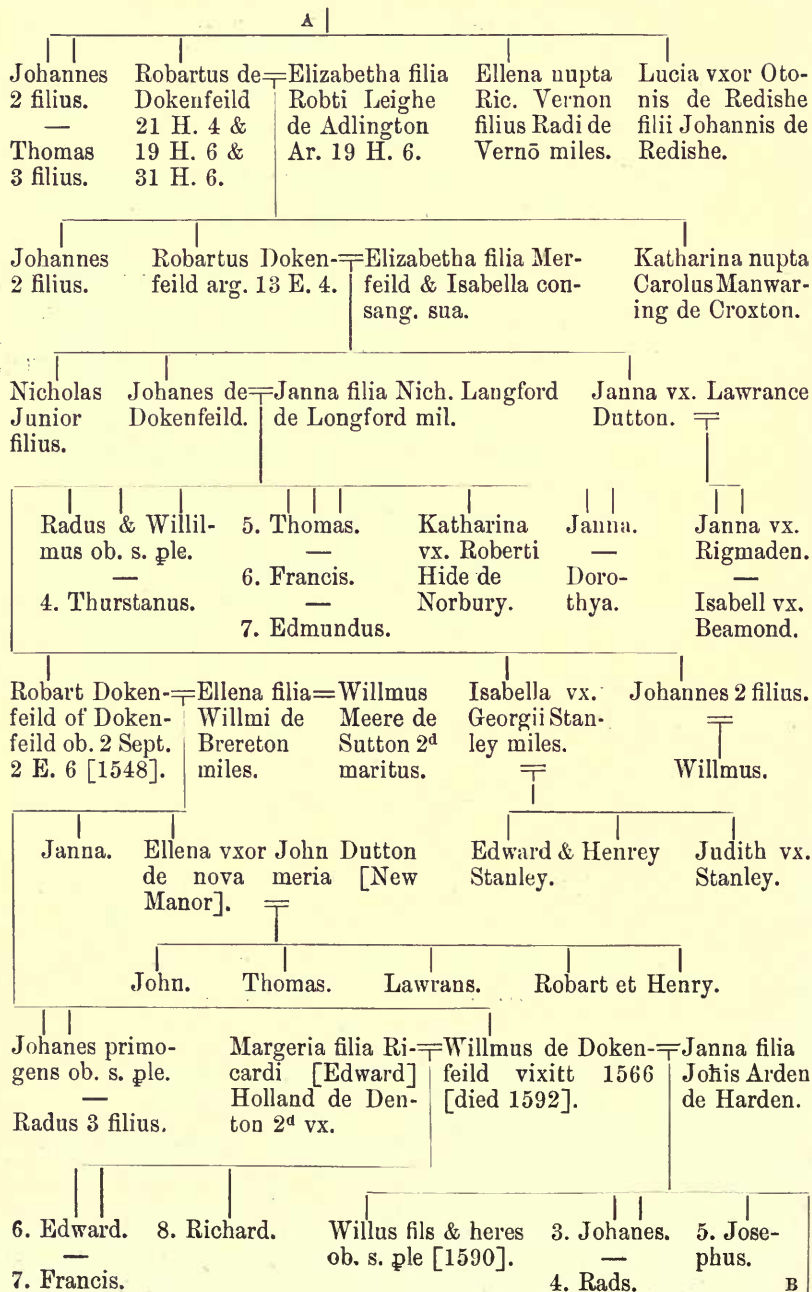 A
Johannes
2 filius.
—
Thomas
3 filius.
Robartus de
Dokenfeild
21 H. 4 &
19 H. 6 &
31 H. 6.
Elizabetha filia
Robti Leighe
de Adlington
Ar. 19 H. 6.
Ellena nupta
Ric. Vernon
filius Radi de
Vernō miles.
Lucia vxor Oto-
nis de Redishe
filii Johannis de
Redishe.
Johannes
2 filius.
Robartus Doken-
feild arg. 13 E. 4.
Elizabetha filia Mer-
feild & Isabella con-
sang. sua.
Katharina nupta
Carolus Manwar-
ing de Croxton.
Nicholas
Junior
filius.
Johanes de
Dokenfeild.
Janna filia Nich. Langford
de Longford mil.
Janna vx. Lawrance
Dutton.
Radus & Willil-
mus ob. s. ꝑle.
—
4. Thurstanus.
5. Thomas.
—
6. Francis.
—
7. Edmundus.
Katharina
vx. Roberti
Hide de
Norbury.
Janna.
—
Doro-
thya.
Janna vx.
Rigmaden.
—
Isabell vx.
Beamond.
Robart Doken-
feild of Doken-
feild ob. 2 Sept.
2 E. 6 [1548].
Ellena filia
Willmi de
Brereton
miles.
Willmus
Meere de
Sutton 2ᵈ
maritus.
Isabella vx.
Georgii Stan-
ley miles.
Johannes 2 filius.
Willmus.
Janna.
Ellena vxor John Dutton
de nova meria [New
Manor].
Edward & Henrey
Stanley.
Judith vx.
Stanley.
John.
Thomas.
Lawrans.
Robart et Henry.
Johanes primo-
gens ob. s. ꝑle.
—
Radus 3 filius.
Margeria filia Ri-
cardi [Edward]
Holland de Den-
ton 2ᵈ vx.
Willmus de Doken-
feild vixitt 1566
[died 1592].
Janna filia
Joħis Arden
de Harden.
6. Edward.
—
7. Francis.
8. Richard.
Willus fils & heres
ob. s. ꝑle [1590].
3. Johanes.
—
4. Rads.
5. Jose-
phus.
B